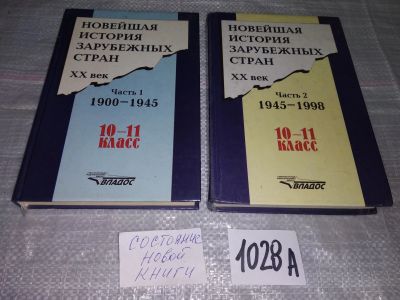 НОВЕЙШАЯ
ИСТОРИЯ
ЗАРУБЕЖНЫХ
СТРАН
XX век
Часть 1
1900–1945
10–11
КЛАСС
ВЛАДОС
НОВЕЙШАЯ
ИСТОРИЯ
ЗАРУБЕЖНЫХ
СТРАН
XX век
Часть 2
1945–1998
10–11
КЛАСС
ВЛАДОС
СОСТОЯНИЕ
НОВОЙ
КНИГИ
1028А